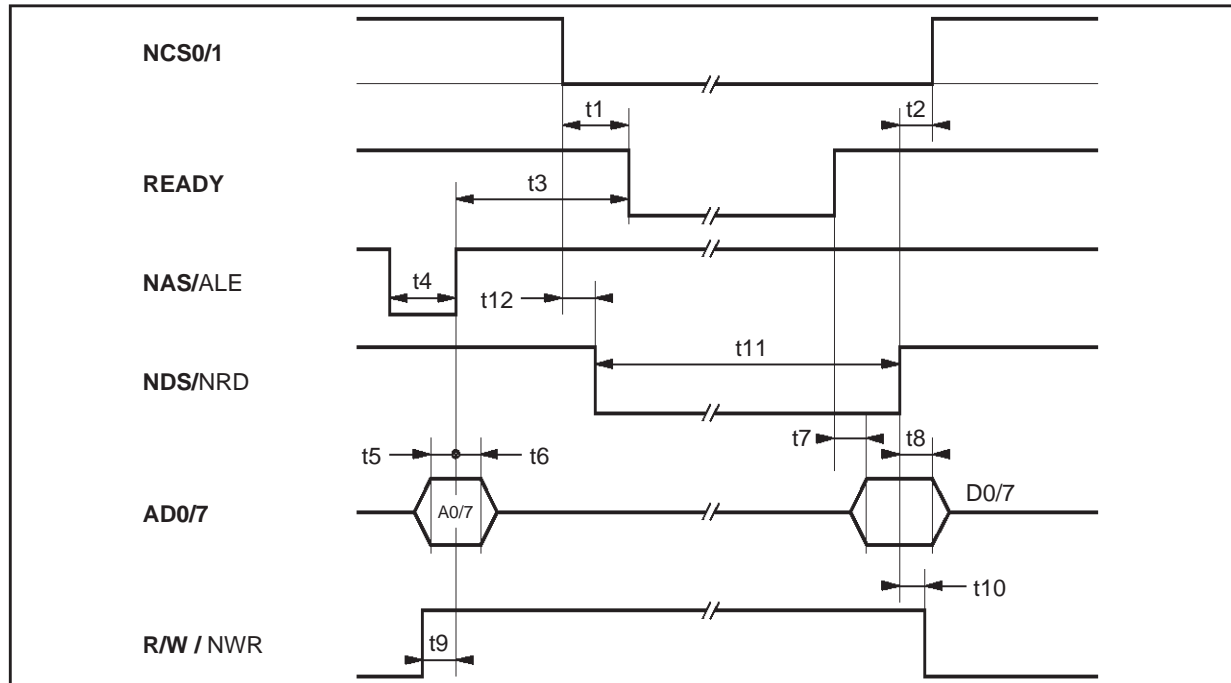 NCS0/1
t1
t2
READY
t3
NAS/ALE
t4
t12
NDS/NRD
t11
t7
t8
t5
t6
D0/7
AD0/7
A0/7
t10
R/W / NWR
t9